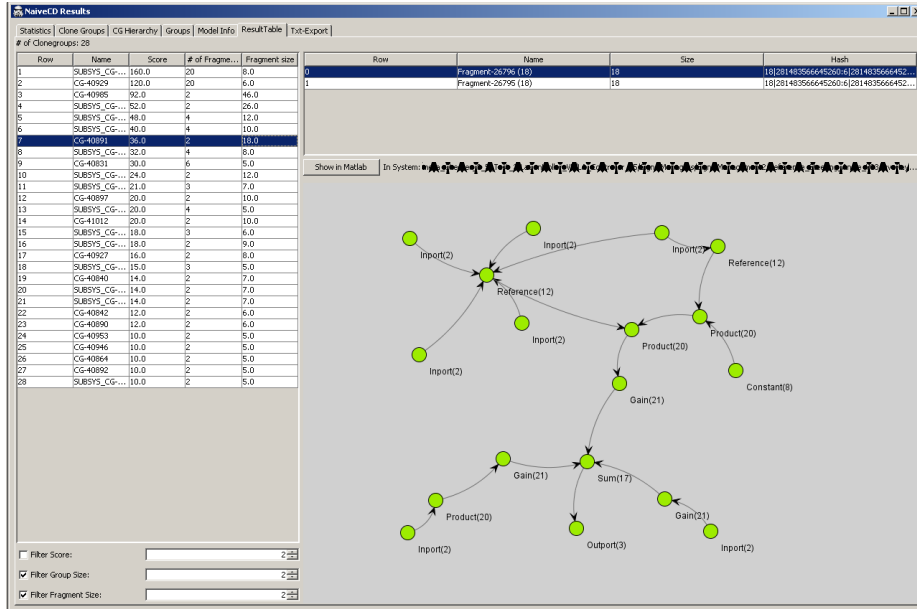 NaiveCD Results
Statistics Clone Groups CG Hierarchy Groups Model Info ResultTable Txt-Export
# of Clonegroups: 28
Row Name Score # of Fragme... Fragment size
1 SUBSYS_CG-... 160.0 20 8.0
2 CG-40929 120.0 20 6.0
3 CG-40985 92.0 2 46.0
4 SUBSYS_CG-... 52.0 2 26.0
5 SUBSYS_CG-... 48.0 4 12.0
6 SUBSYS_CG-... 40.0 4 10.0
7 CG-40891 36.0 2 18.0
8 SUBSYS_CG-... 32.0 4 8.0
9 CG-40831 30.0 6 5.0
10 SUBSYS_CG-... 24.0 2 12.0
11 SUBSYS_CG-... 21.0 3 7.0
12 CG-40897 20.0 2 10.0
13 SUBSYS_CG-... 20.0 4 5.0
14 CG-41012 20.0 2 10.0
15 SUBSYS_CG-... 18.0 3 6.0
16 SUBSYS_CG-... 18.0 2 9.0
17 CG-40927 16.0 2 8.0
18 SUBSYS_CG-... 15.0 3 5.0
19 CG-40840 14.0 2 7.0
20 SUBSYS_CG-... 14.0 2 7.0
21 SUBSYS_CG-... 14.0 2 7.0
22 CG-40842 12.0 2 6.0
23 CG-40890 12.0 2 6.0
24 CG-40953 10.0 2 5.0
25 CG-40946 10.0 2 5.0
26 CG-40864 10.0 2 5.0
27 CG-40892 10.0 2 5.0
28 SUBSYS_CG-... 10.0 2 5.0
Filter Score: 2
Filter Group Size: 2
Filter Fragment Size: 2
Row Name Size Hash
0 Fragment-26796 (18) 18 18|281483566645260:6|2814835666452...
1 Fragment-26795 (18) 18 18|281483566645260:6|2814835666452...
Show in Matlab In System:
Inport(2)
Inport(2)
Inport(2)
Reference(12)
Reference(12)
Inport(2)
Product(20)
Product(20)
Inport(2)
Constant(8)
Gain(21)
Gain(21)
Sum(17)
Product(20)
Gain(21)
Inport(2)
Outport(3)
Inport(2)